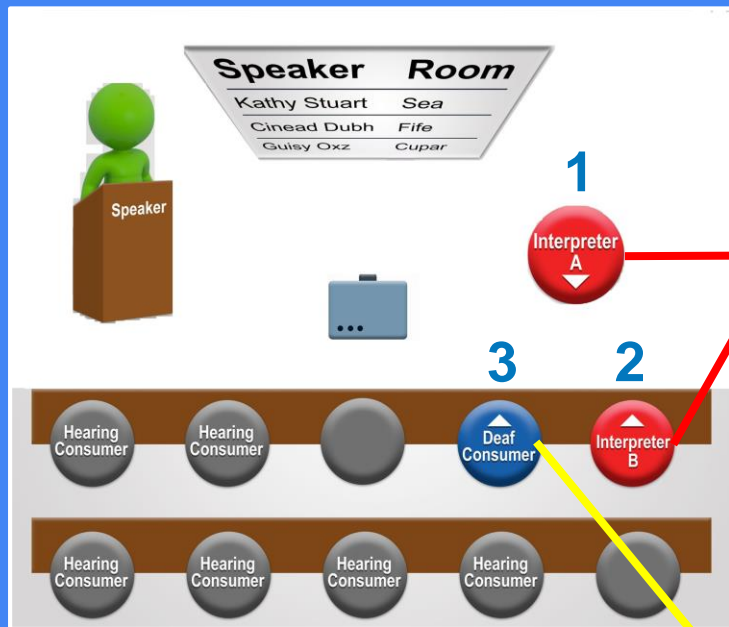 Speaker Room
Kathy Stuart Sea
Cinead Dubh Fife
Guisy Oxz Cupar
Speaker
1
Interpreter
A
3
2
Hearing
Consumer
Hearing
Consumer
Deaf
Consumer
Interpreter
B
Hearing
Consumer
Hearing
Consumer
Hearing
Consumer
Hearing
Consumer